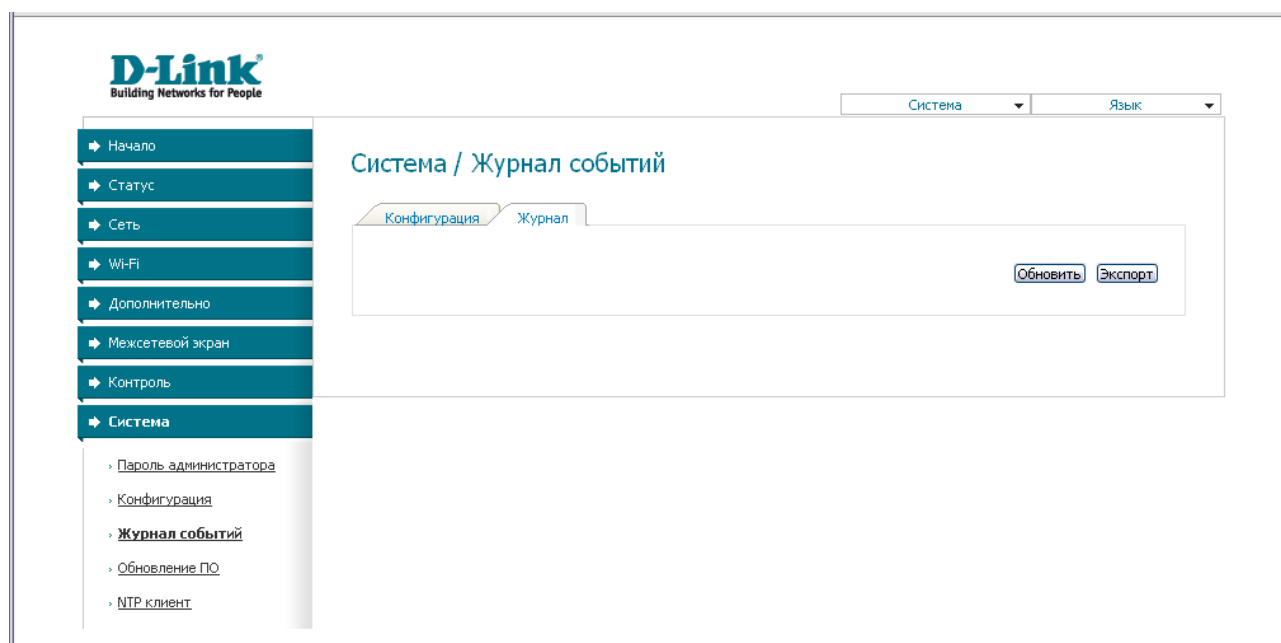 D-Link
Building Networks for People
Система
Язык
Начало
Статус
Сеть
Wi-Fi
Дополнительно
Межсетевой экран
Контроль
Система
Пароль администратора
Конфигурация
Журнал событий
Обновление ПО
NTP клиент
Система / Журнал событий
Конфигурация Журнал
Обновить Экспорт